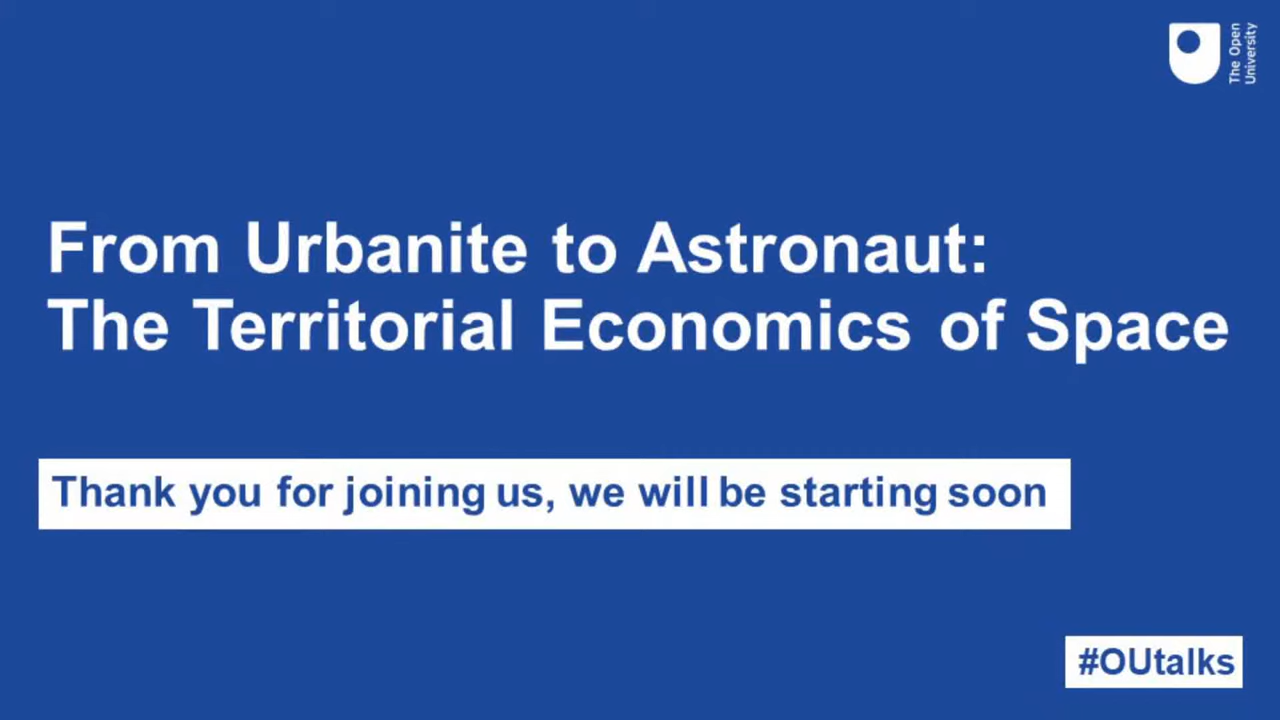 The Open
University
From Urbanite to Astronaut:
The Territorial Economics of Space
Thank you for joining us, we will be starting soon
#OUtalks